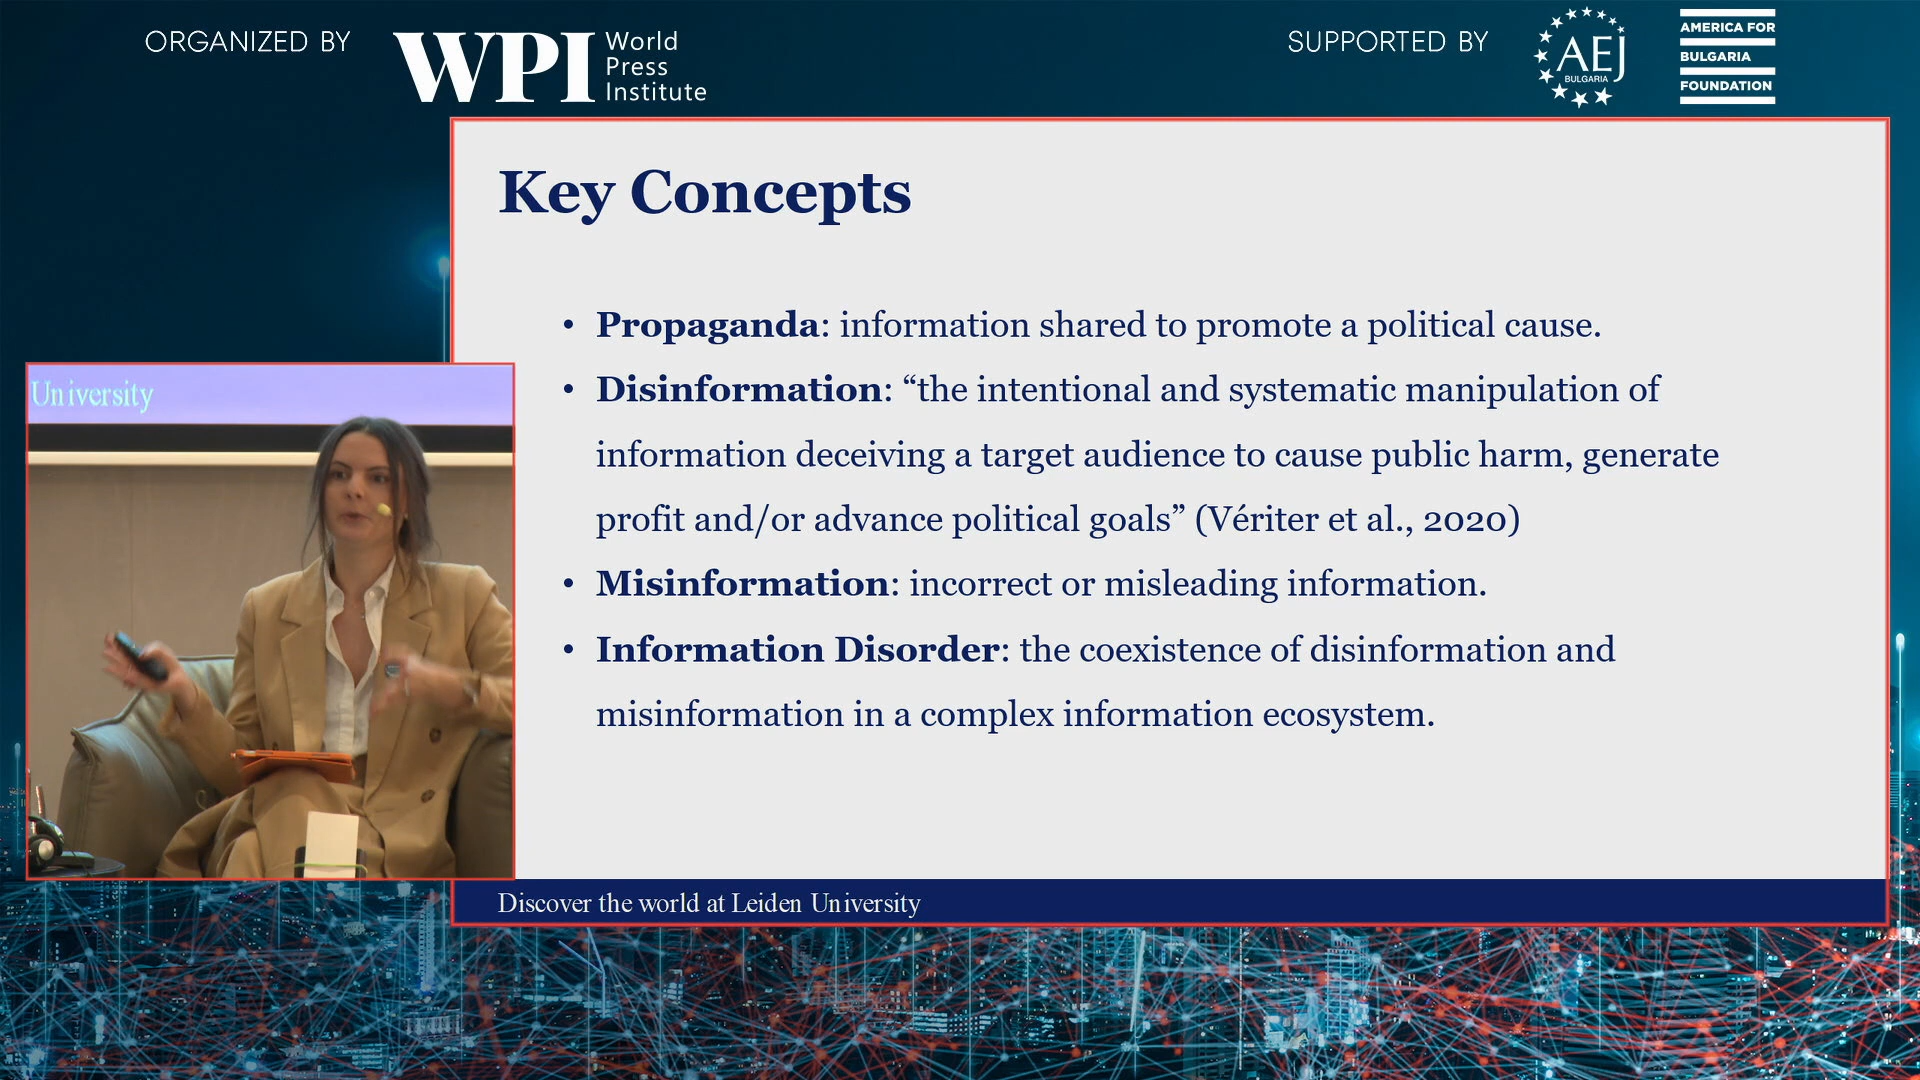 ORGANIZED BY
WPI World
Press
Institute
SUPPORTED BY
AEJ
BULGARIA
AMERICA FOR
BULGARIA
FOUNDATION
Key Concepts
• Propaganda: information shared to promote a political cause.
• Disinformation: “the intentional and systematic manipulation of
information deceiving a target audience to cause public harm, generate
profit and/or advance political goals” (Vériter et al., 2020)
• Misinformation: incorrect or misleading information.
• Information Disorder: the coexistence of disinformation and
misinformation in a complex information ecosystem.
University
Discover the world at Leiden University